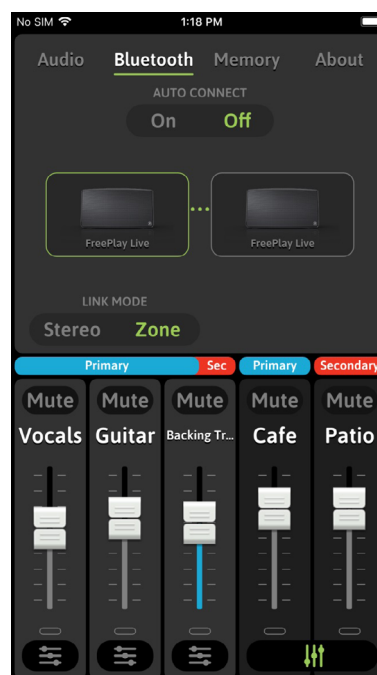 No SIM 1:18 PM
Audio Bluetooth Memory About
AUTO CONNECT
On Off
FreePlay Live FreePlay Live
LINK MODE
Stereo Zone
Primary Sec Primary Secondary
Mute Mute Mute Mute Mute
Vocals Guitar Backing Tr... Cafe Patio